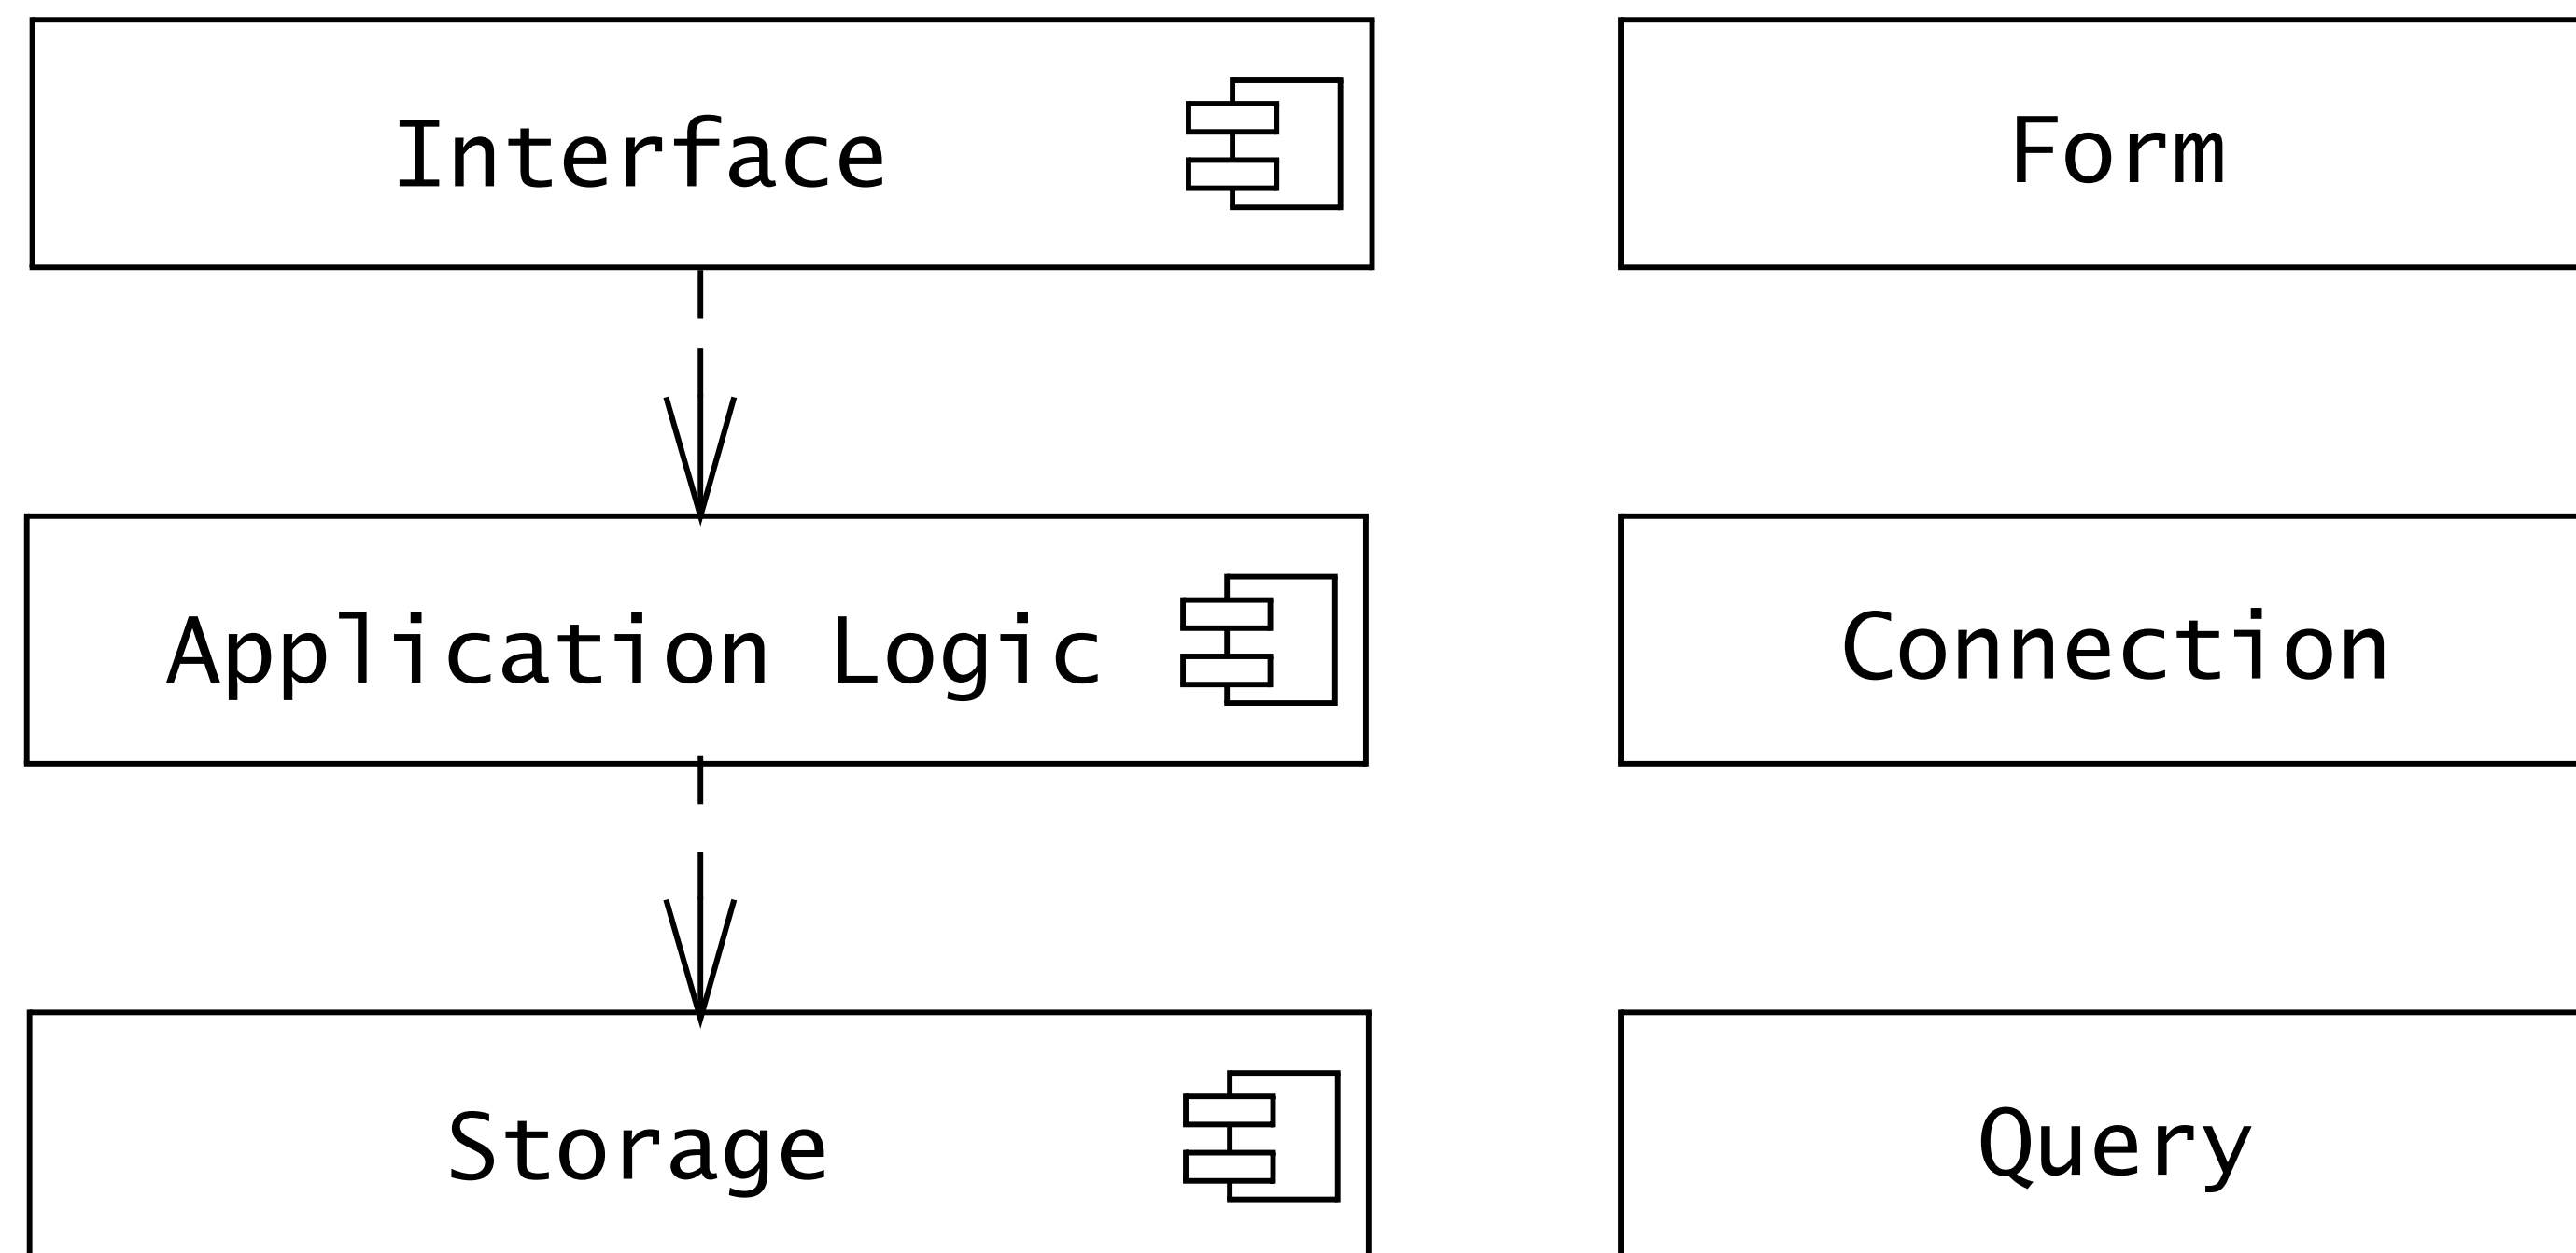 Interface
Form
Application Logic
Connection
Storage
Query